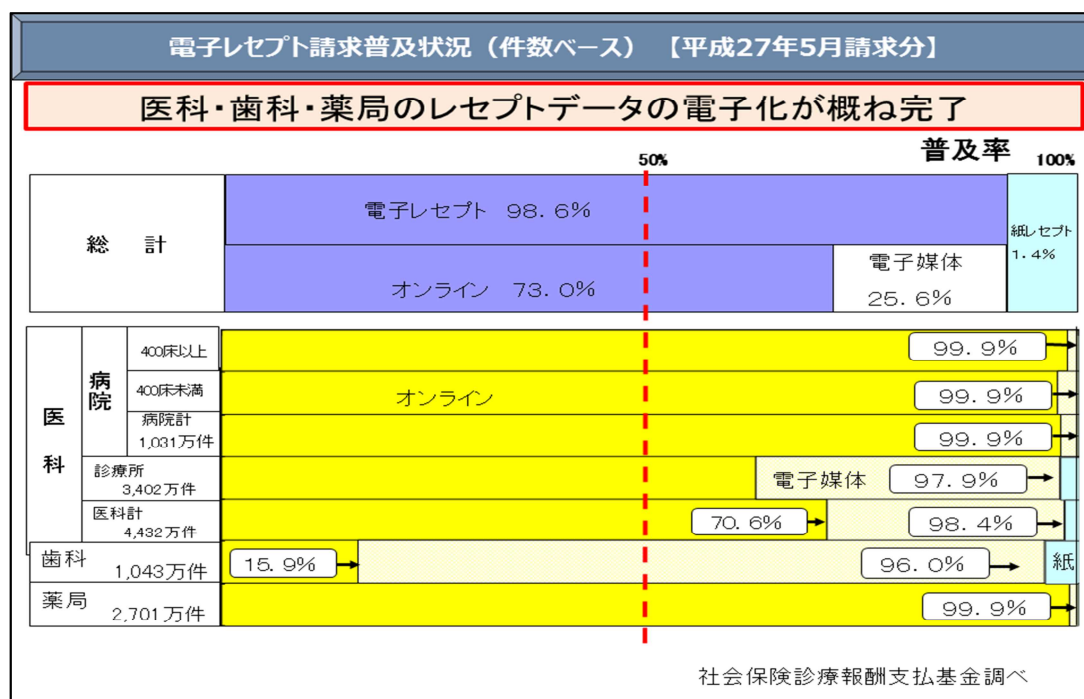 電子レセプト請求普及状況（件数ベース） 【平成27年5月請求分】
医科・歯科・薬局のレセプトデータの電子化が概ね完了
普及率
50%
100%
総 計
電子レセプト 98.6%
紙レセプト
1.4%
オンライン 73.0%
電子媒体
25.6%
医科
病院
400床以上
99.9%
400床未満
オンライン
99.9%
病院計
1,031万件
99.9%
診療所
3,402万件
電子媒体
97.9%
医科計
4,432万件
70.6%
98.4%
歯科
1,043万件
15.9%
96.0%
紙
薬局
2,701万件
99.9%
社会保険診療報酬支払基金調べ